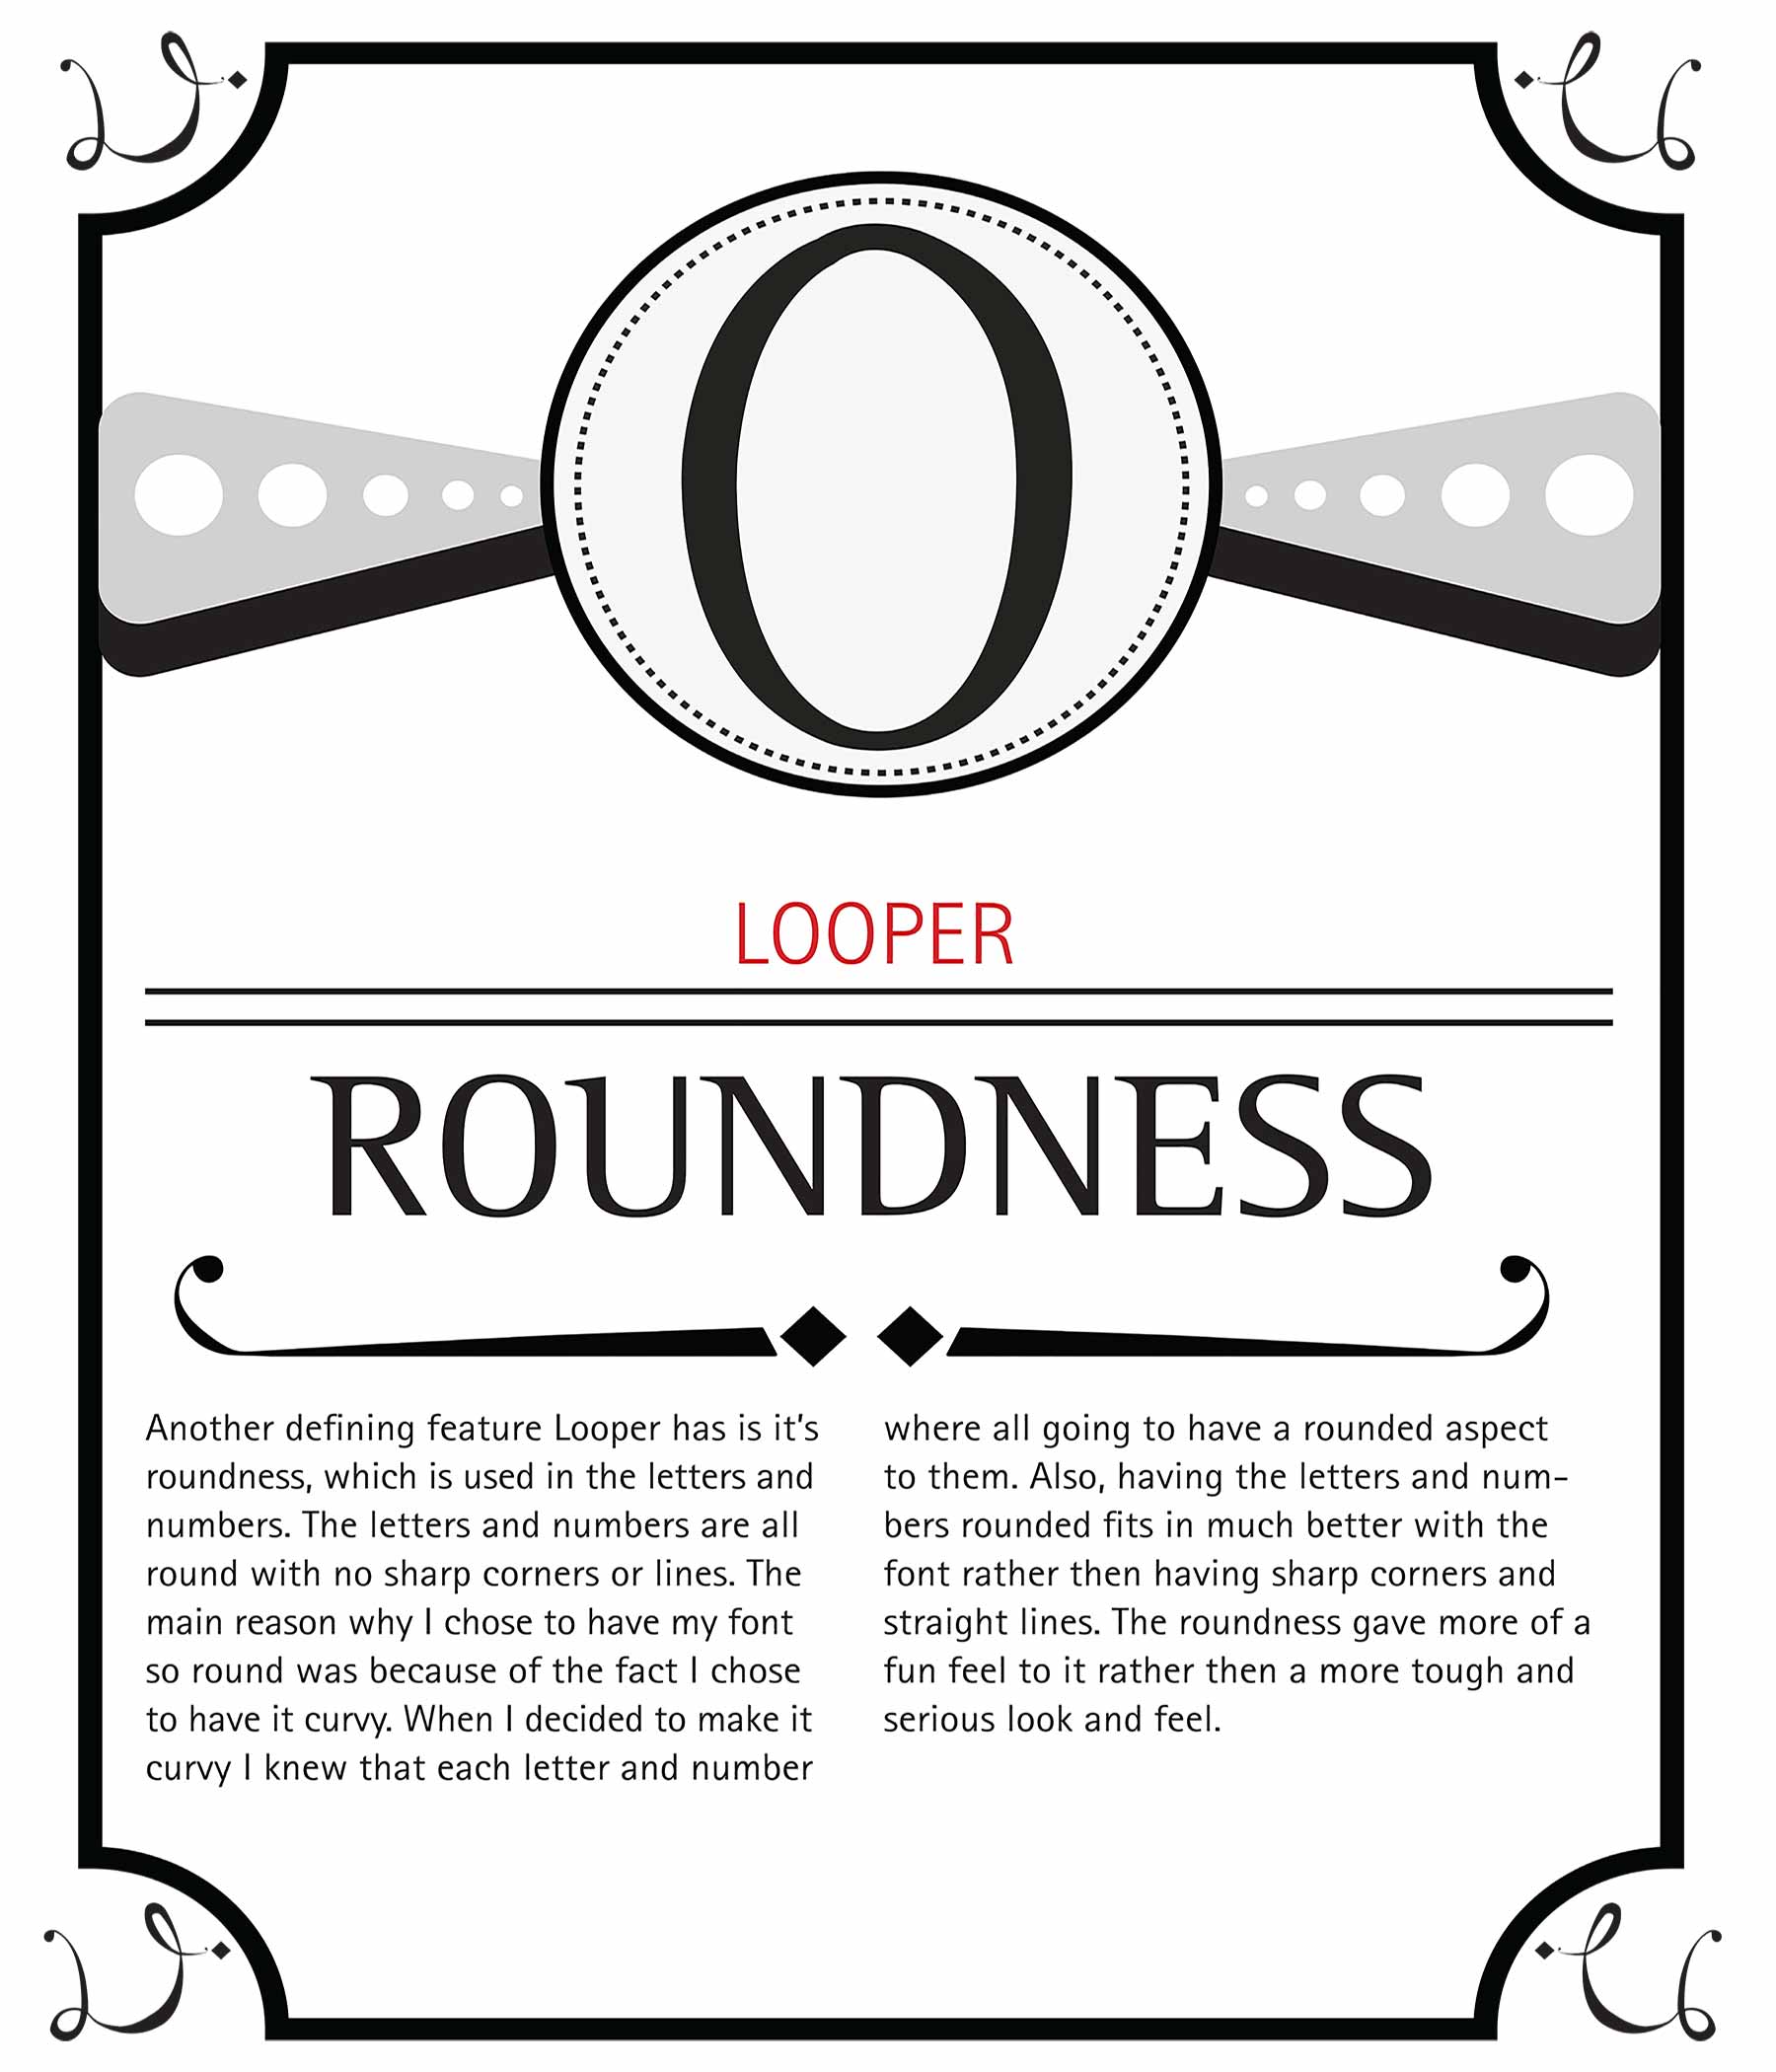 O
LOOPER
ROUNDNESS
Another defining feature Looper has is it's
roundness, which is used in the letters and
numbers. The letters and numbers are all
round with no sharp corners or lines. The
main reason why I chose to have my font
so round was because of the fact I chose
to have it curvy. When I decided to make it
curvy I knew that each letter and number
where all going to have a rounded aspect
to them. Also, having the letters and num-
bers rounded fits in much better with the
font rather then having sharp corners and
straight lines. The roundness gave more of a
fun feel to it rather then a more tough and
serious look and feel.